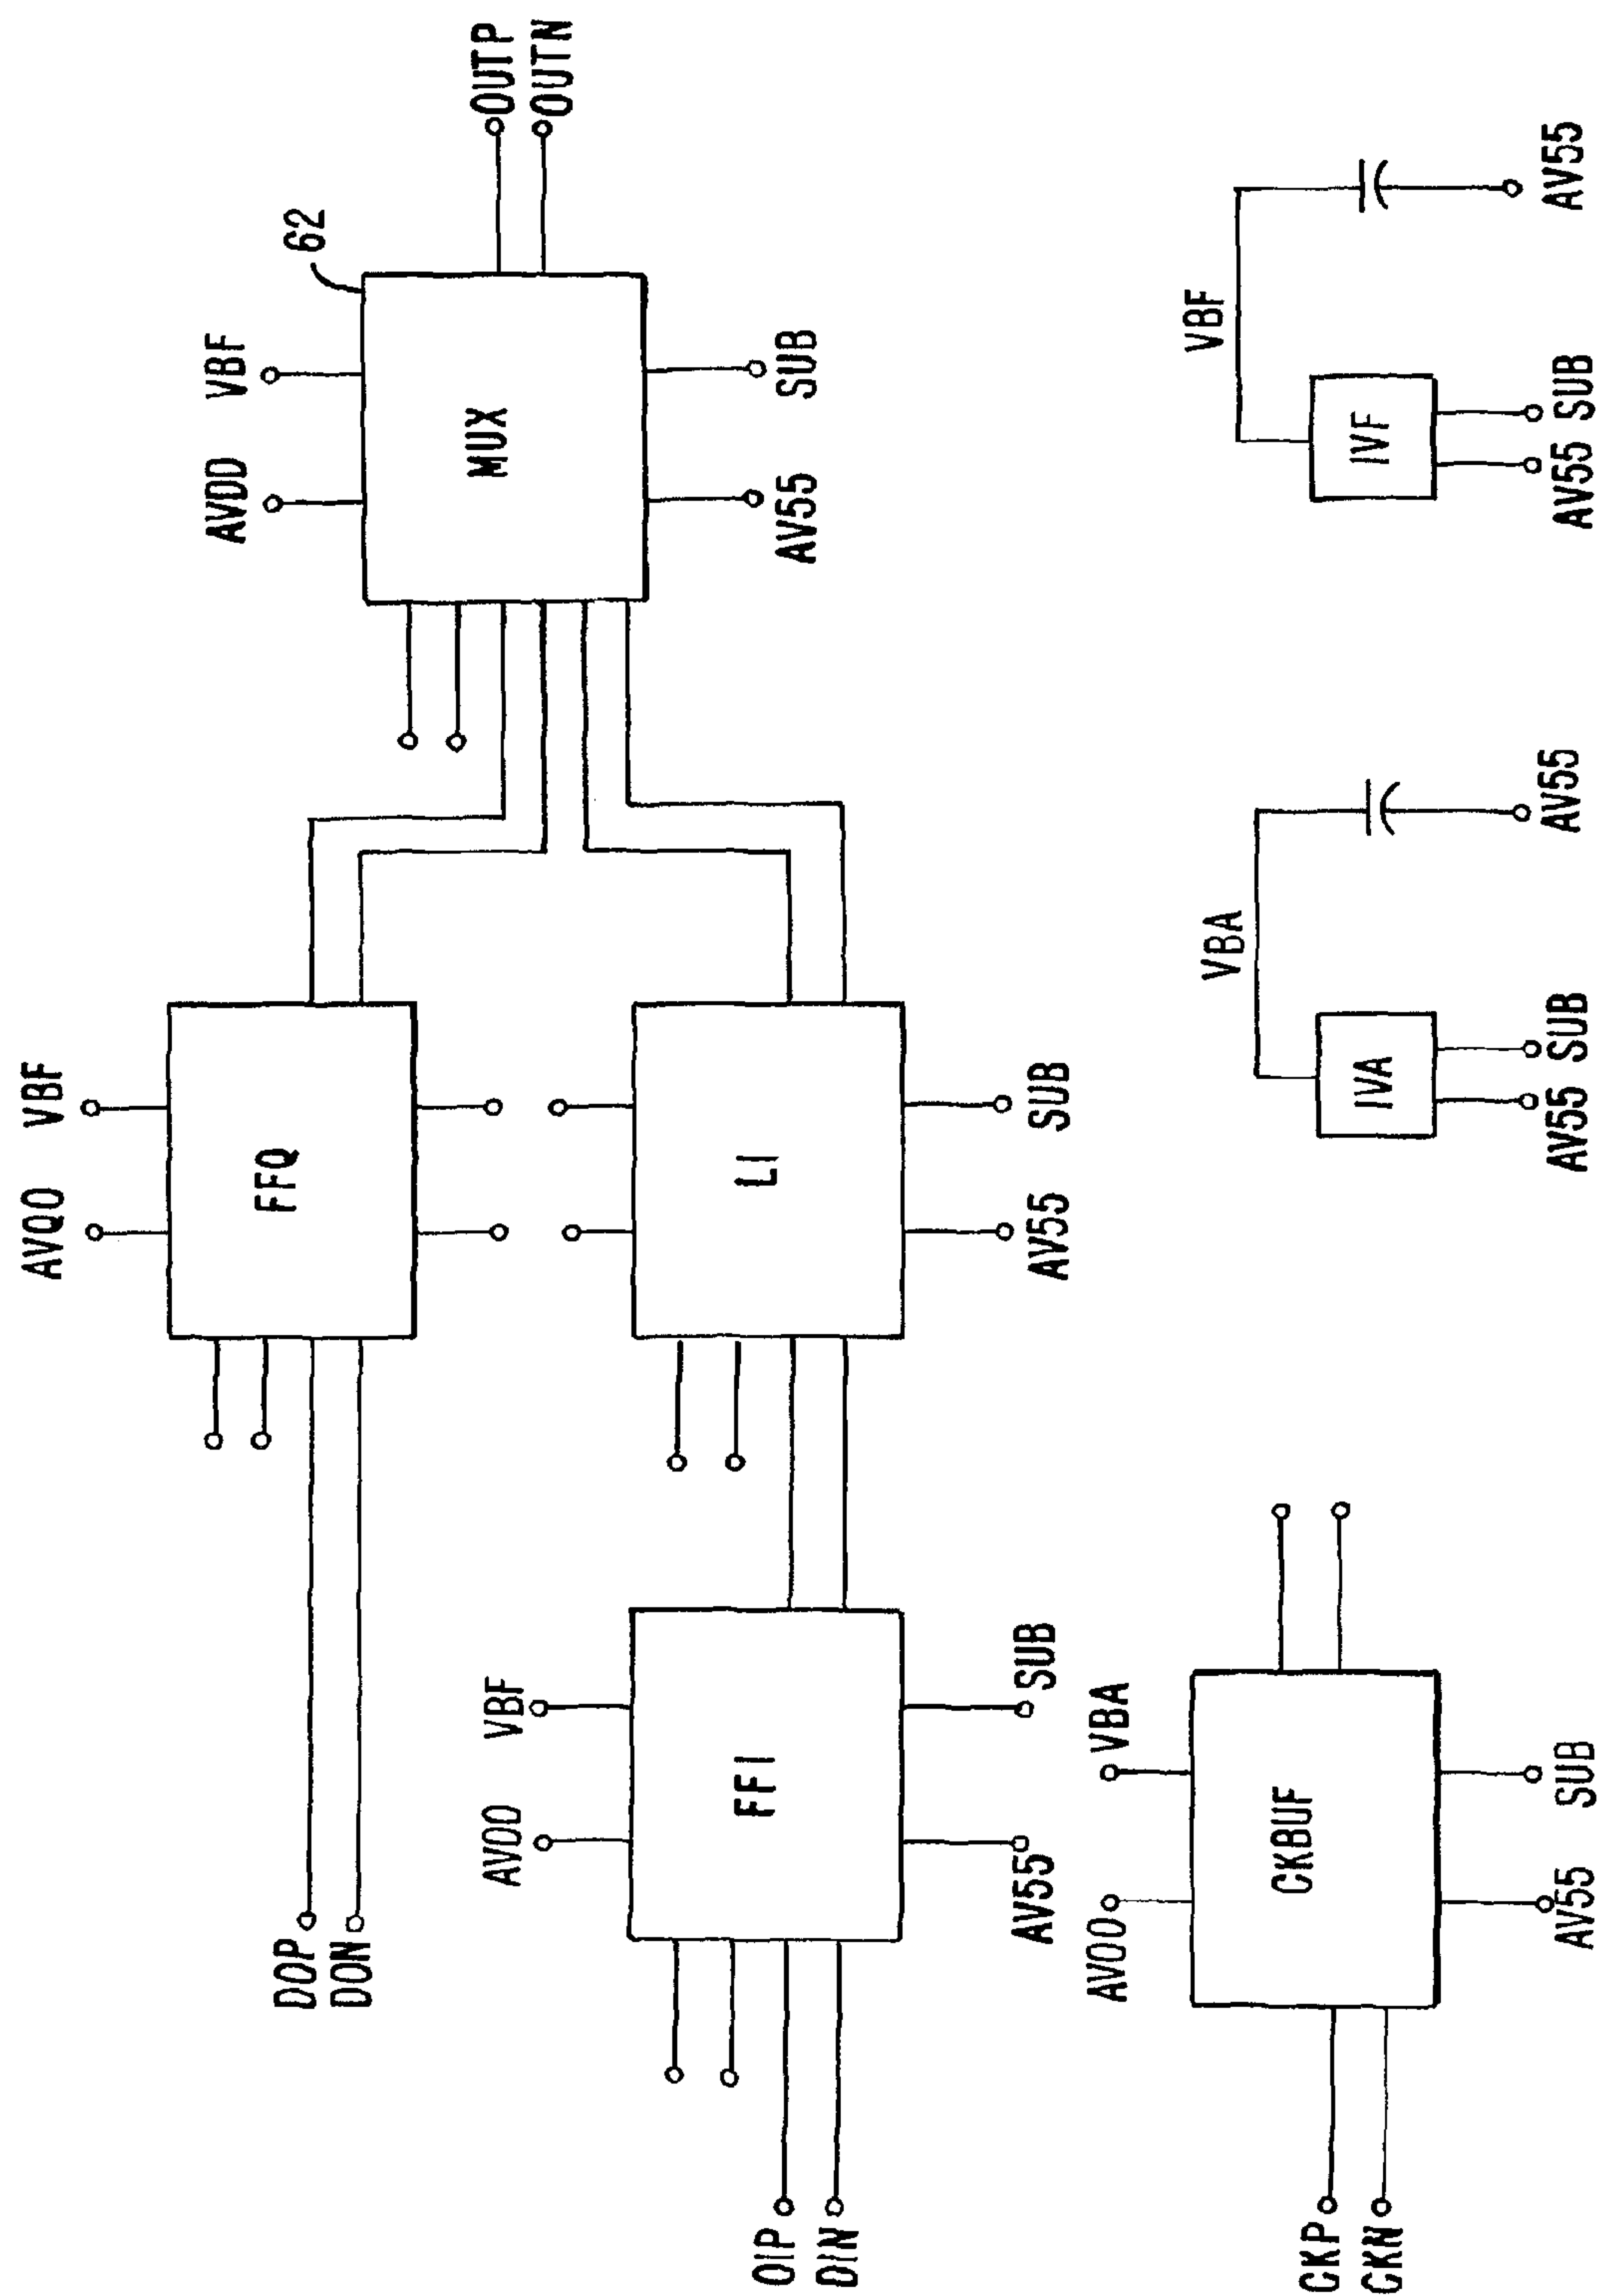 AVQO VBF
FFQ
DOP
DON
AVDD VBF
62
MUX
OUTP
OUTN
AV55
SUB
AVOO VBF
FFI
OIP
DIN
AV55
SUB
LI
AV55
SUB
AVOO VBA
CKBUF
CKP
CKN
AV55
SUB
VBA
IVA
AV55 SUB
AV55
VBF
IVF
AV55 SUB
AV55